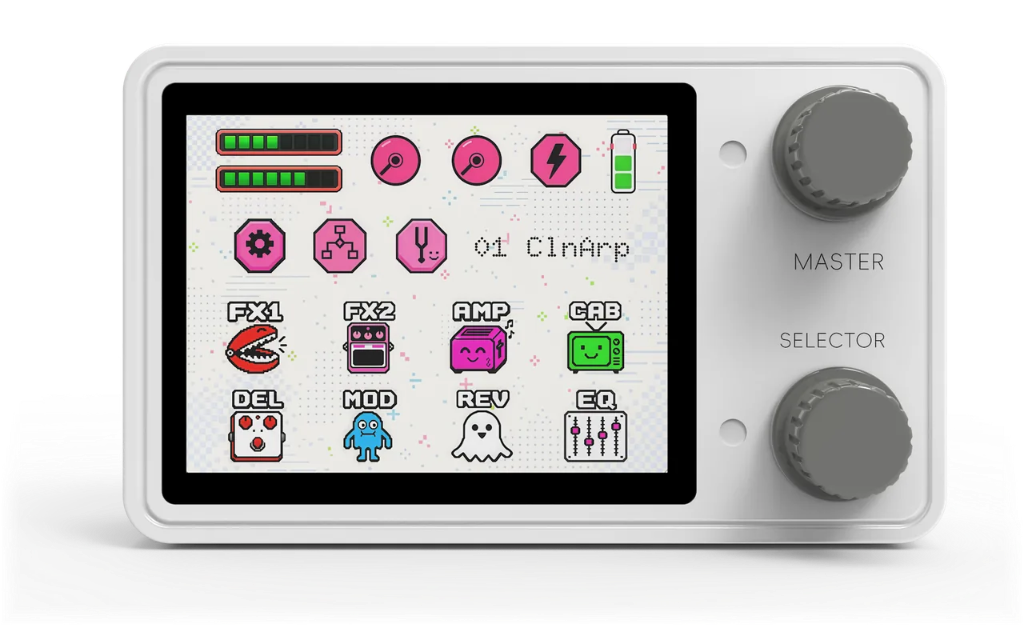 01 ClnArp
FX1 FX2 AMP CAB
DEL MOD REV EQ
MASTER
SELECTOR